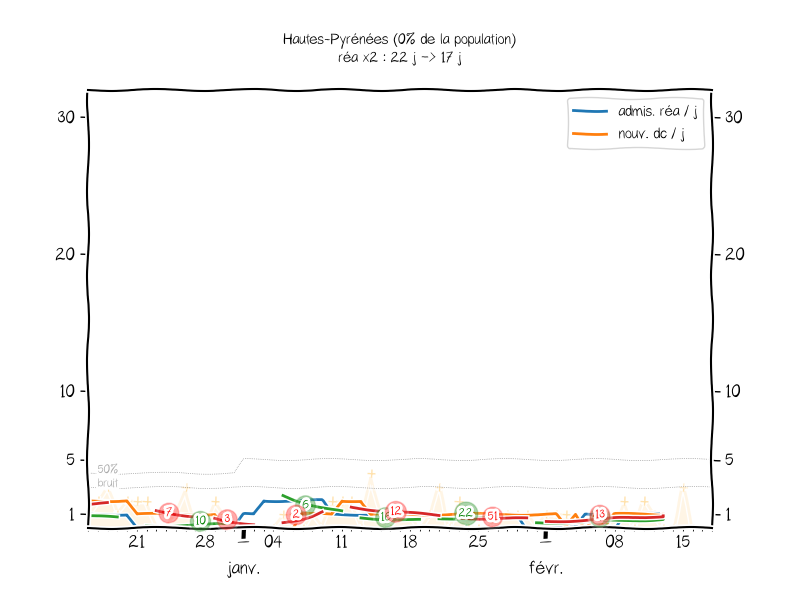 Hautes-Pyrénées (0% de la population)
réa x2 : 22 j -> 17 j
admis. réa / j
nouv. dc / j
30 30
20 20
10 10
5 5
50%
bruit
1 1
7 10 3 2 6 12 22 51 13
21 28 04 11 18 25 08 15
janv. févr.